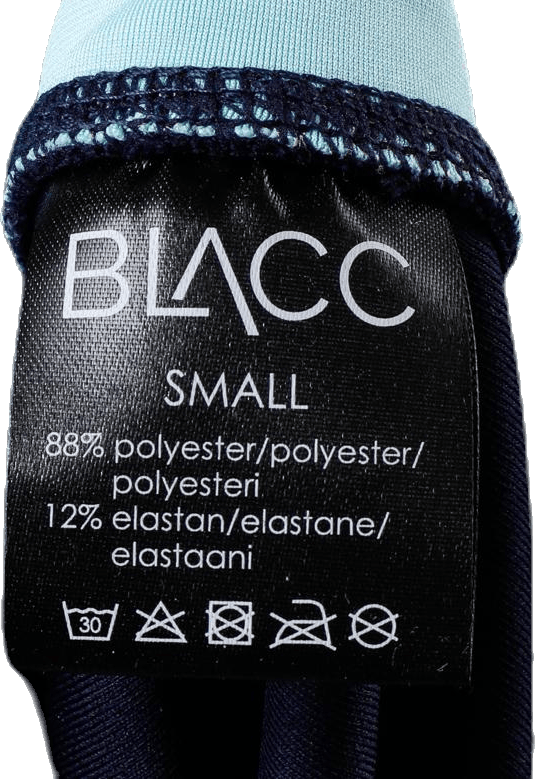 BLACC
SMALL
88% polyester/polyester/
polyesteri
12% elastan/elastane/
elastaani
30